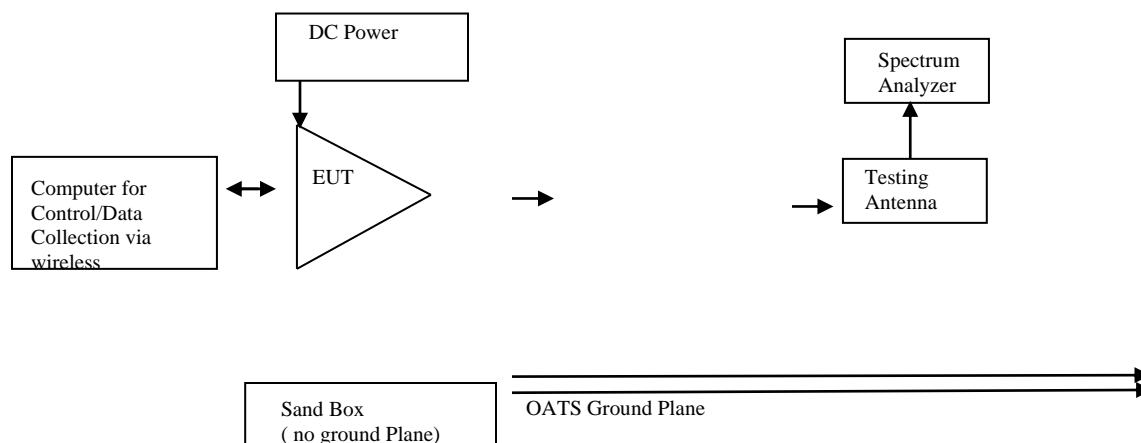 DC Power
Spectrum
Analyzer
EUT
Computer for
Control/Data
Collection via
wireless
Testing
Antenna
Sand Box
( no ground Plane)
OATS Ground Plane